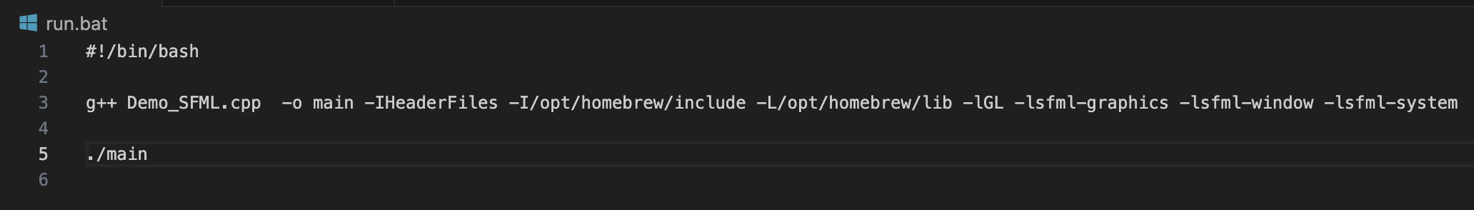 run.bat
1 #!/bin/bash
2
3 g++ Demo_SFML.cpp  -o main -IHeaderFiles -I/opt/homebrew/include -L/opt/homebrew/lib -lGL -lsfml-graphics -lsfml-window -lsfml-system
4
5 ./main
6